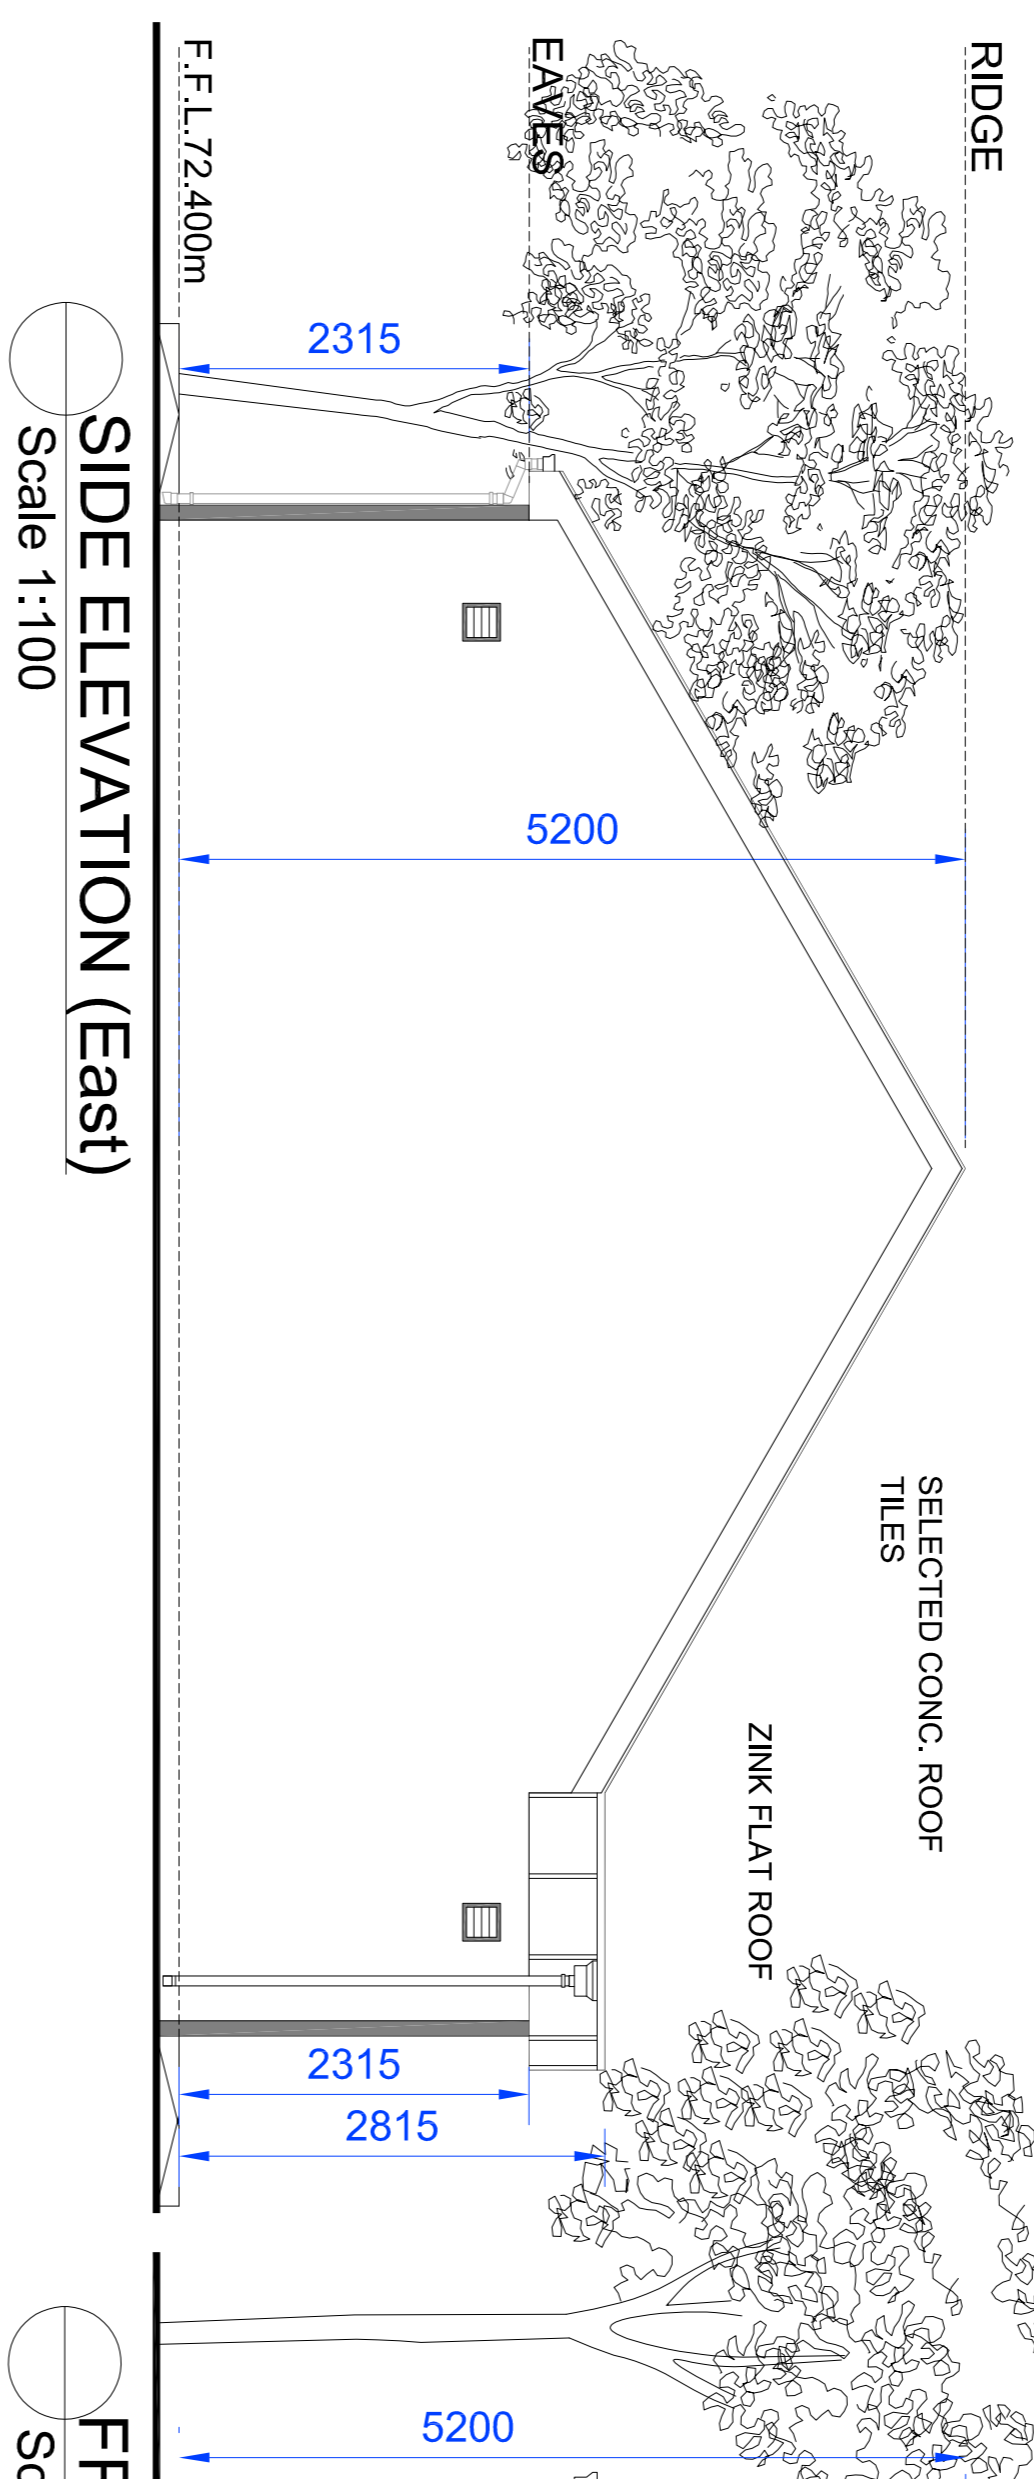 RIDGE
EAVES
F.F.L.72.400m
2315
5200
SELECTED CONC. ROOF
TILES
ZINK FLAT ROOF
2315
2815
5200
SIDE ELEVATION (East)
Scale 1:100